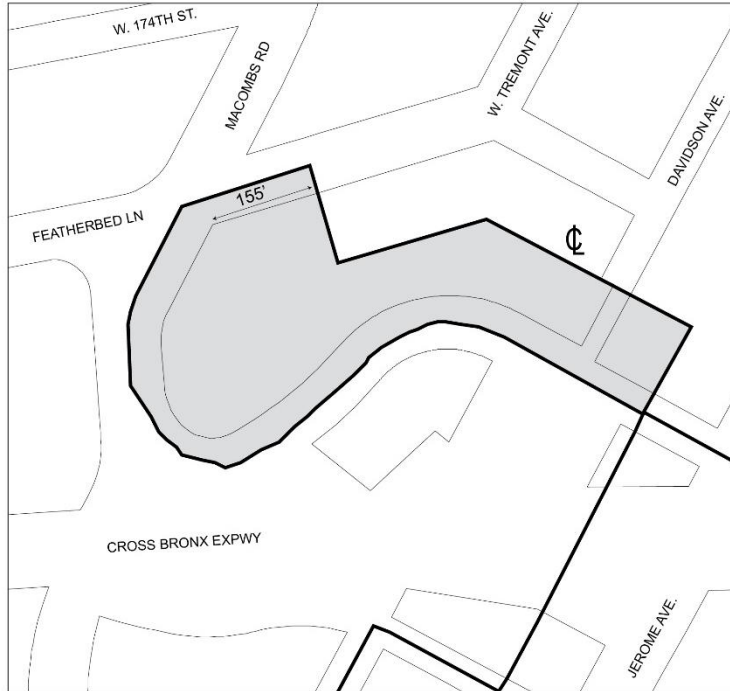 W. 174TH ST.
MACOMBS RD
W. TREMONT AVE.
DAVIDSON AVE.
155'
FEATHERBED LN
℄
CROSS BRONX EXPWY
JEROME AVE.